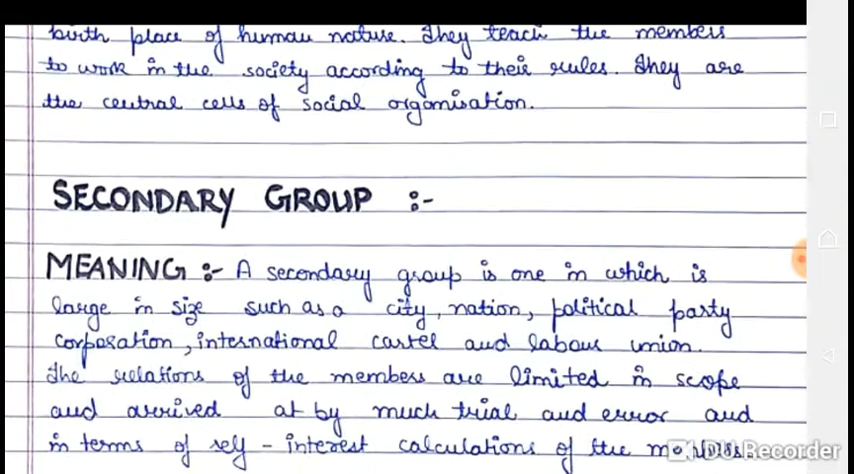 birth place of human nature. They teach the members
to work in the society according to their rules. They are
the central cells of social organisation.
SECONDARY GROUP :-
MEANING :- A secondary group is one in which is
large in size such as a city, nation, political party
corporation, international cartel and labour union.
The relations of the members are limited in scope
and arrived at by much trial and error and
in terms of self - interest calculations of the members.
DU Recorder